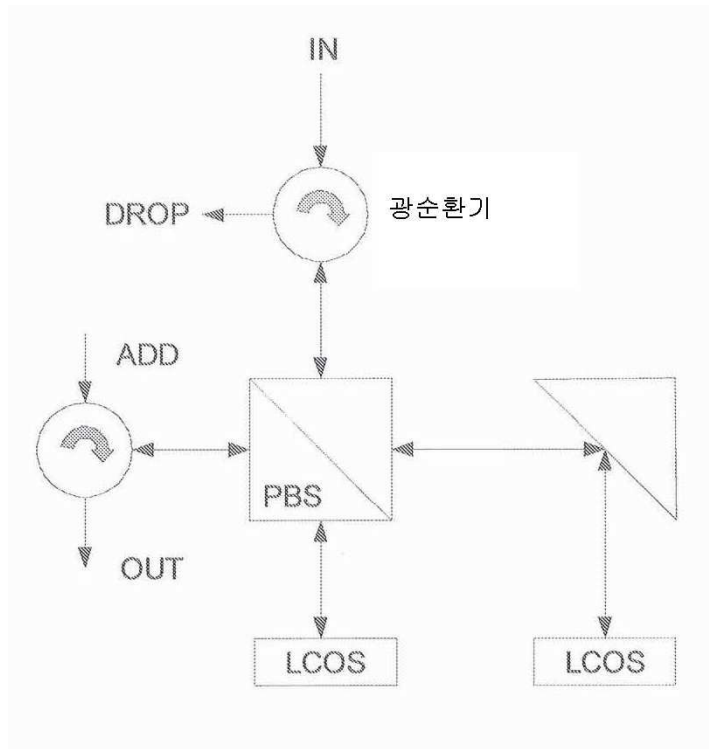 IN
DROP
광순환기
ADD
PBS
OUT
LCOS
LCOS